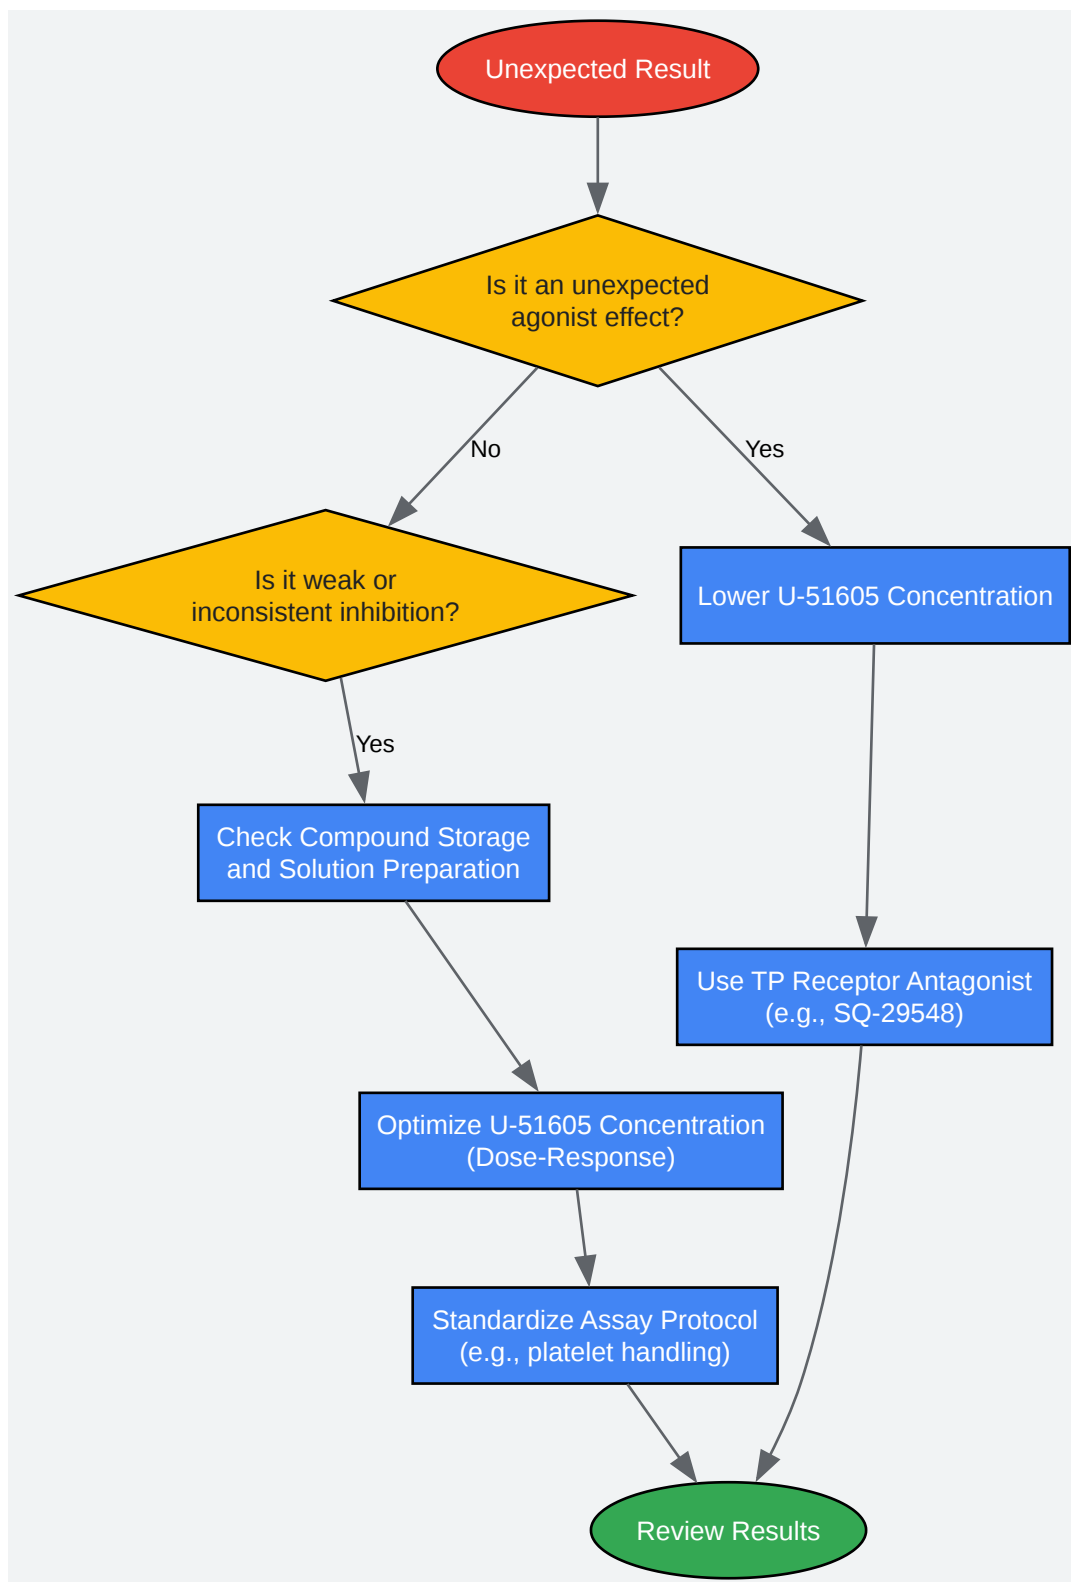 Unexpected Result
Is it an unexpected
agonist effect?
No
Yes
Is it weak or
inconsistent inhibition?
Lower U-51605 Concentration
Yes
Check Compound Storage
and Solution Preparation
Use TP Receptor Antagonist
(e.g., SQ-29548)
Optimize U-51605 Concentration
(Dose-Response)
Standardize Assay Protocol
(e.g., platelet handling)
Review Results